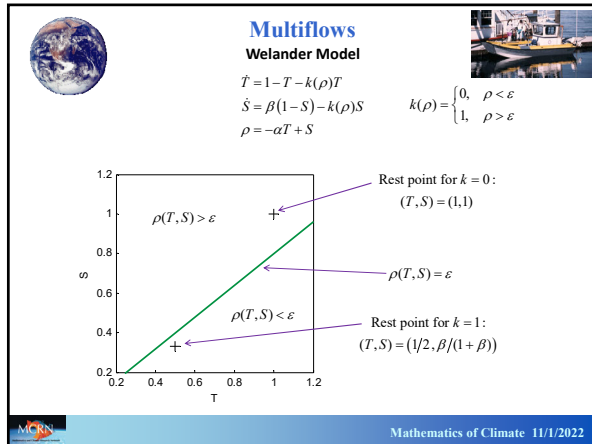 Multiflows
Welander Model
Ṫ = 1 − T − k(ρ)T
Ṡ = β(1 − S) − k(ρ)S
ρ = −αT + S
k(ρ) = {0, ρ < ε
1, ρ > ε
1.2
1
0.8
0.6
0.4
0.2
S
0.2 0.4 0.6 0.8 1 1.2
T
ρ(T,S) > ε
ρ(T,S) < ε
Rest point for k = 0:
(T,S) = (1,1)
ρ(T,S) = ε
Rest point for k = 1:
(T,S) = (1/2, β/(1+β))
MCRN
Mathematics of Climate 11/1/2022